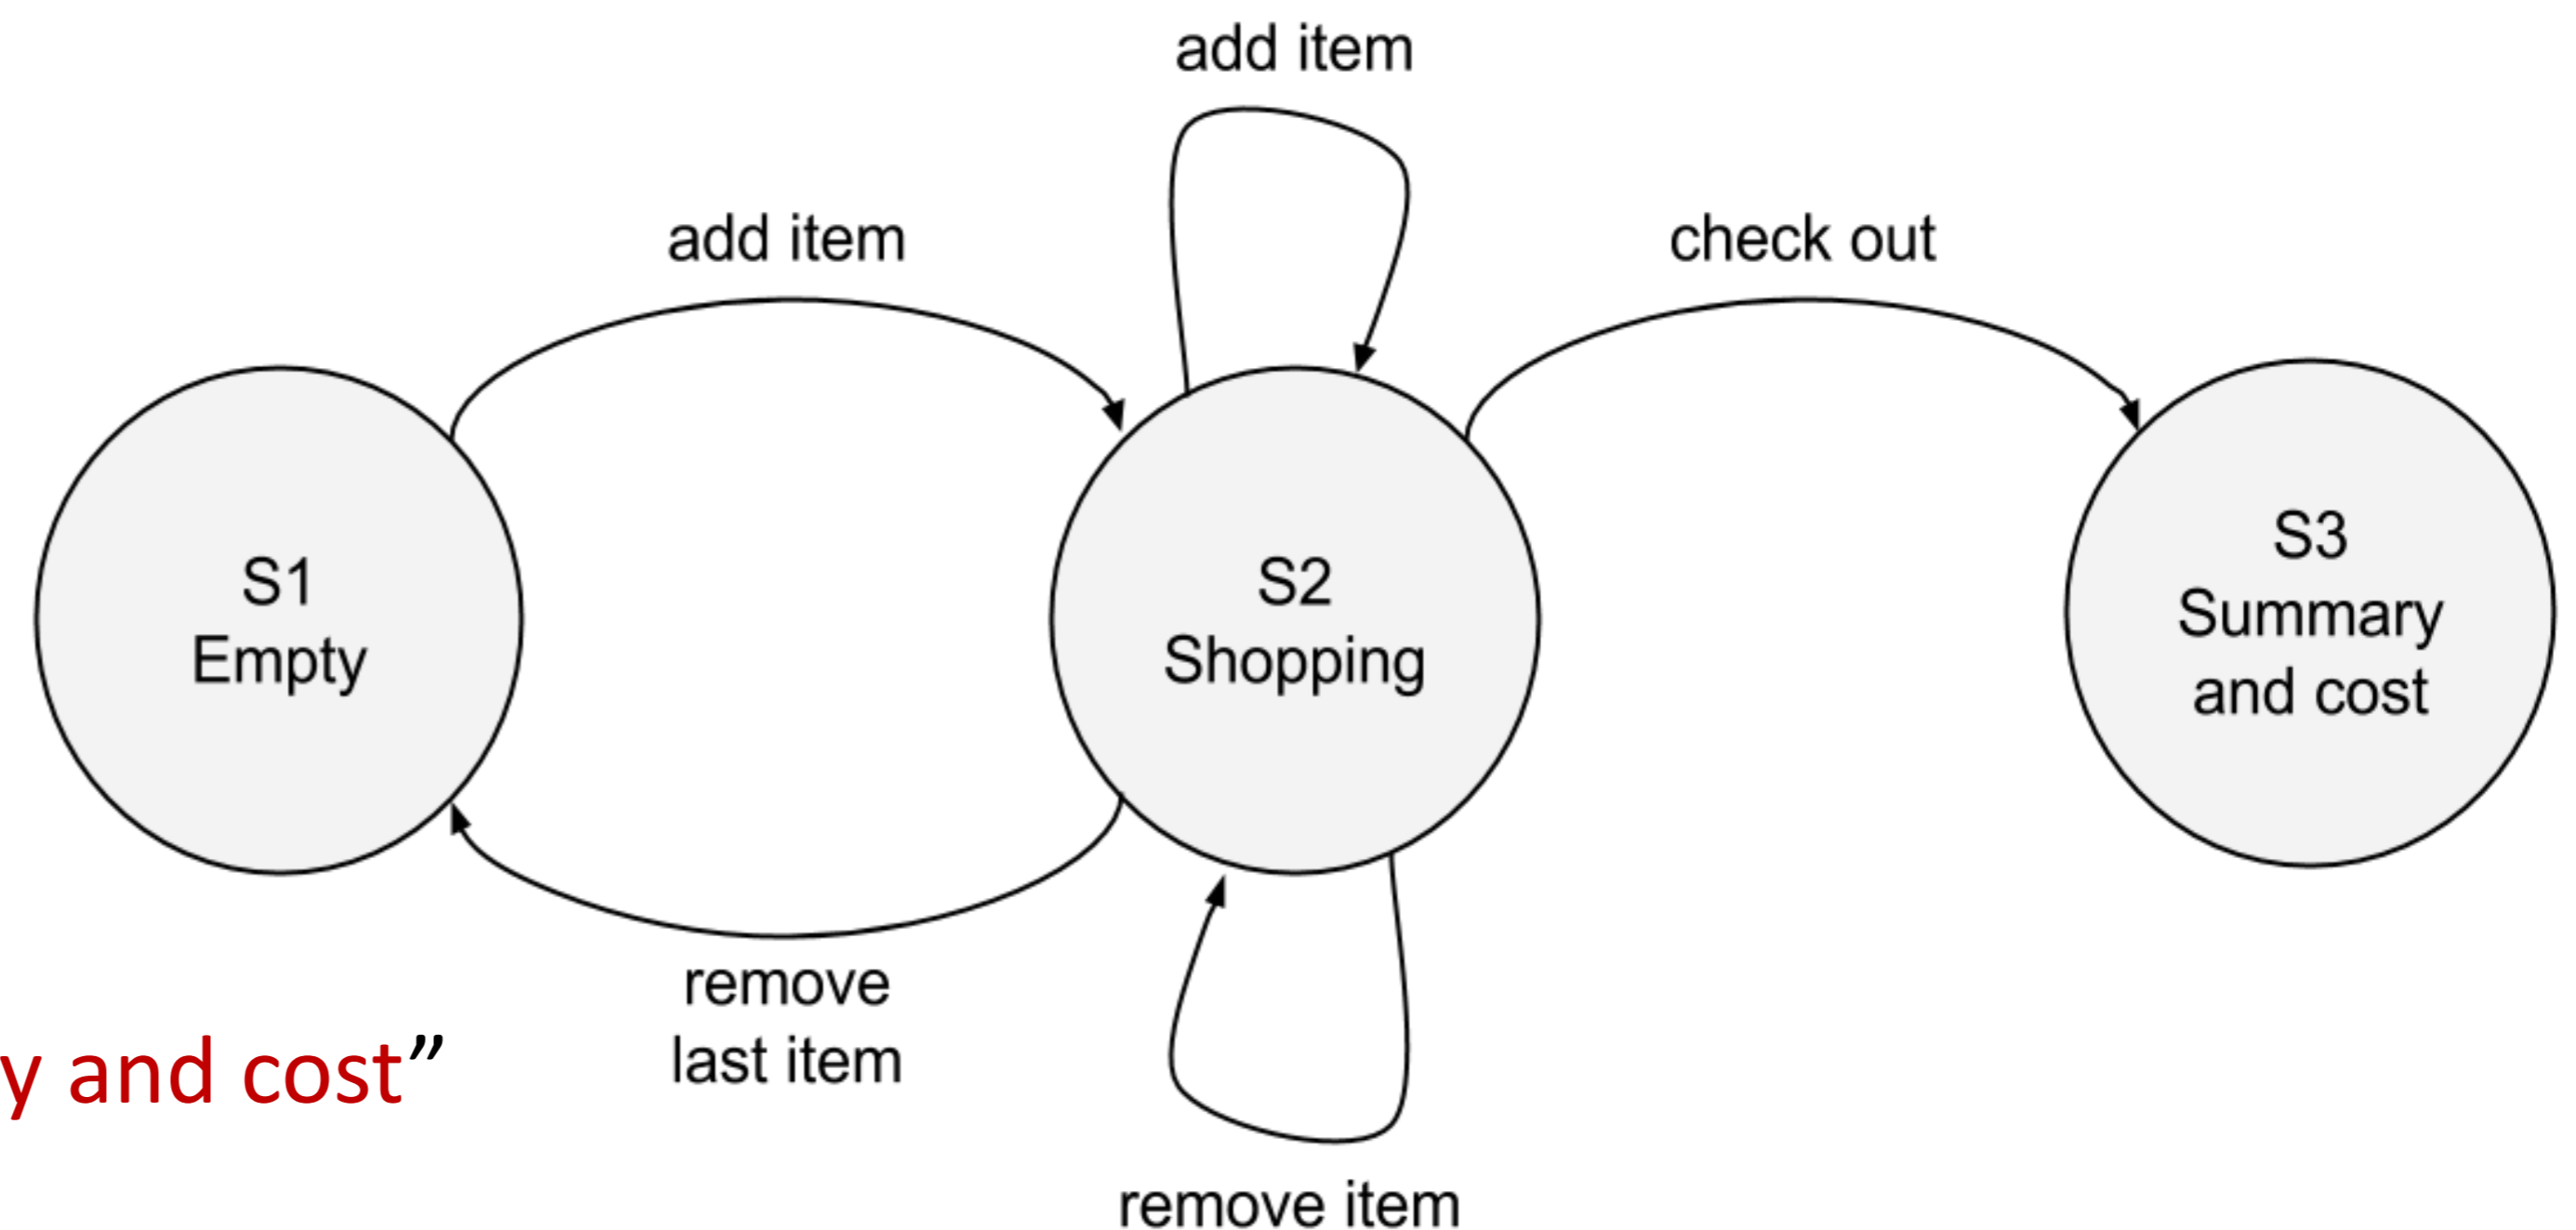 add item
add item
check out
S1
Empty
S2
Shopping
S3
Summary
and cost
remove
last item
y and cost”
remove item